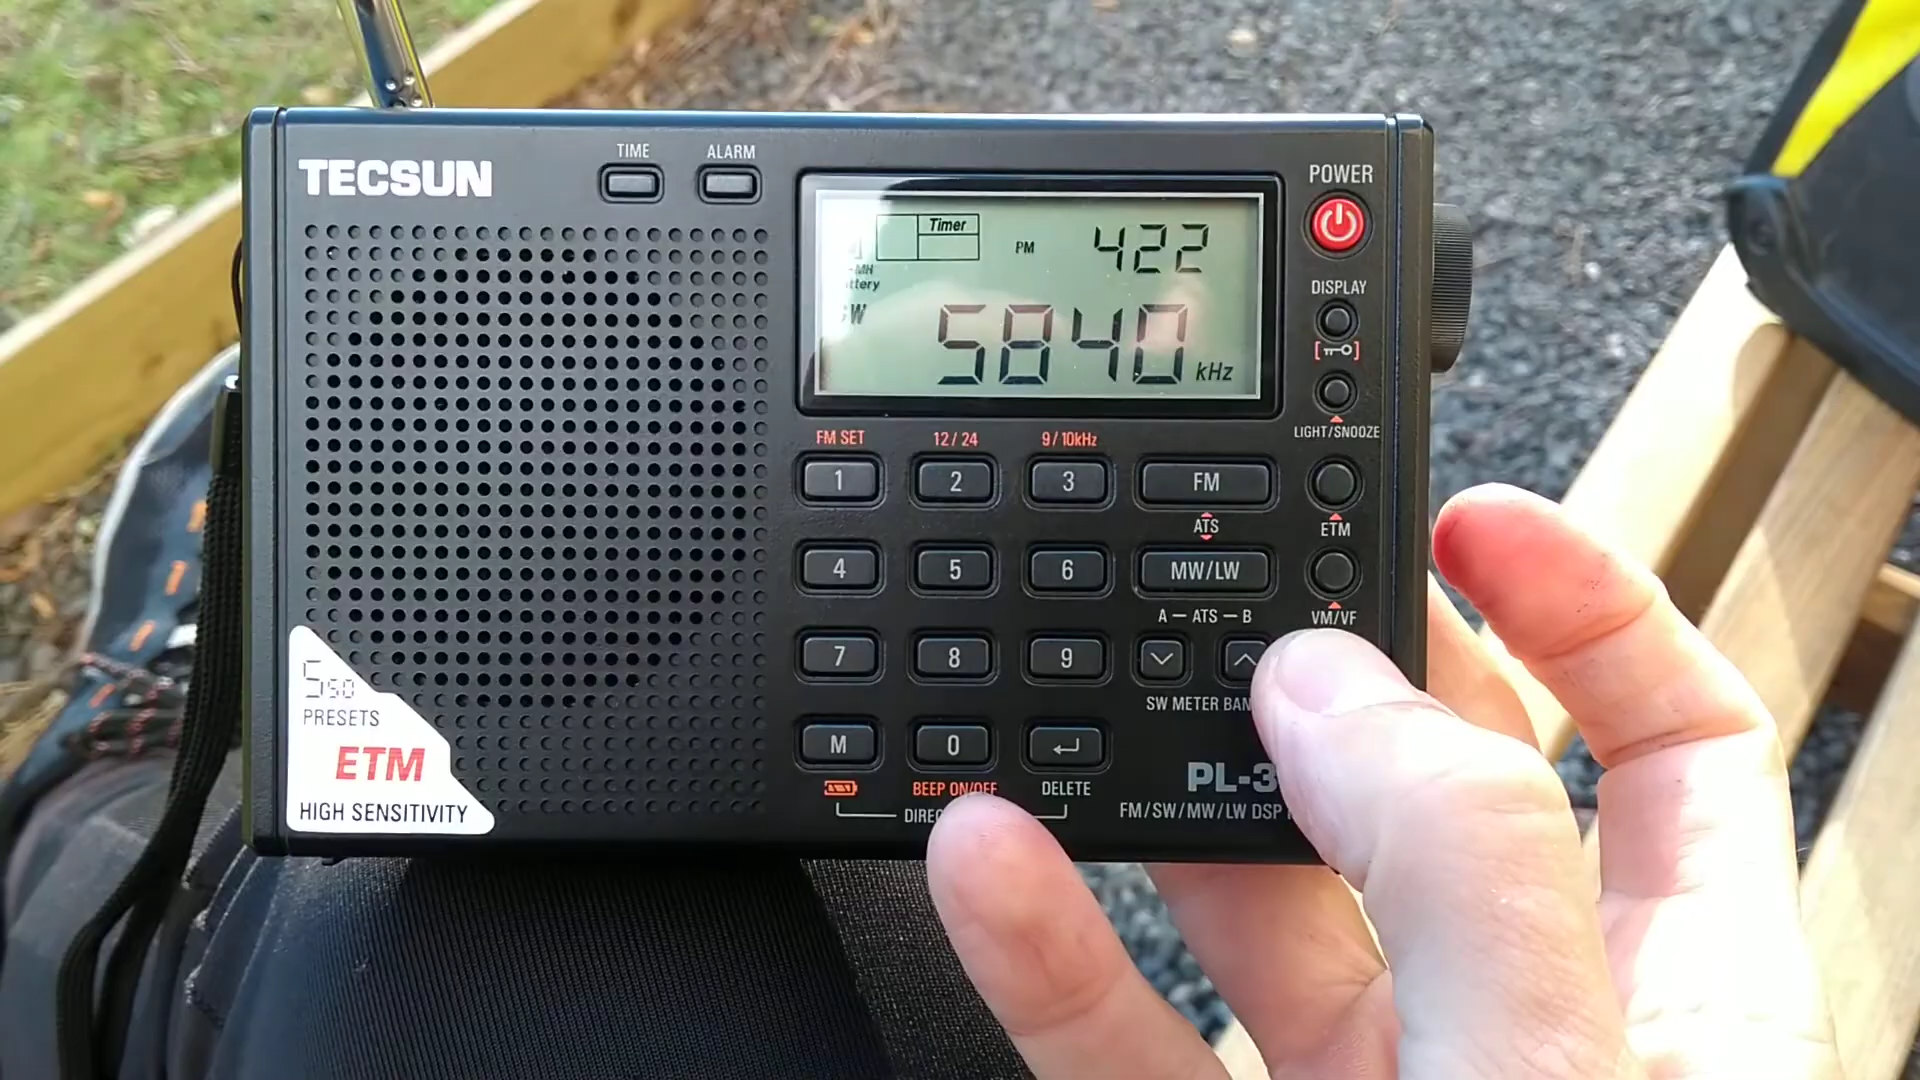 TECSUN
TIME
ALARM
POWER
Timer
PM
422
5840
kHz
DISPLAY
LIGHT/SNOOZE
FM SET
12/24
9/10kHz
1
2
3
FM
ATS
ETM
4
5
6
MW/LW
A — ATS — B
VM/VF
7
8
9
SW METER BAN
550
PRESETS
ETM
HIGH SENSITIVITY
M
0
PL-3
BEEP ON/OFF
DELETE
DIREC
FM/SW/MW/LW DSP